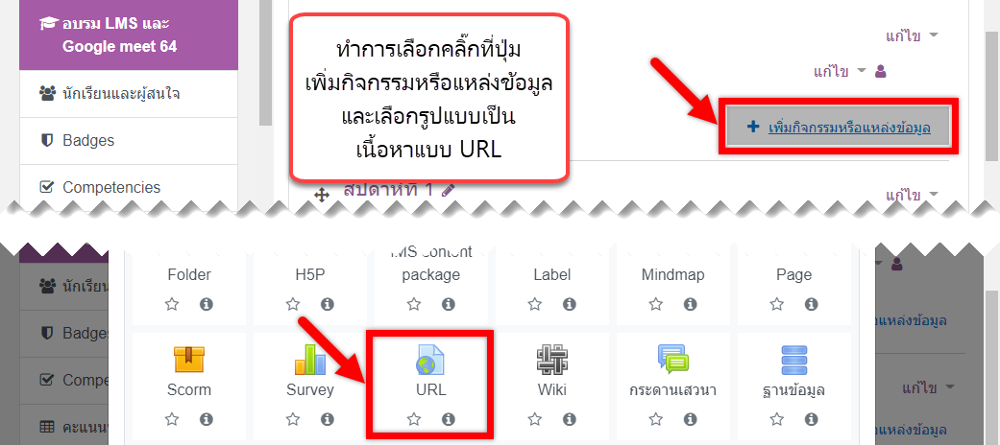 อบรม LMS และ
Google meet 64
นักเรียนและผู้สนใจ
Badges
Competencies
ทำการเลือกคลิ๊กที่ปุ่ม
เพิ่มกิจกรรมหรือแหล่งข้อมูล
และเลือกรูปแบบเป็น
เนื้อหาแบบ URL
แก้ไข
แก้ไข
เพิ่มกิจกรรมหรือแหล่งข้อมูล
สัปดาห์ที่ 1
แก้ไข
นักเรียน
Badges
Compe
คะแนน
IMS content
Folder
H5P
package
Label
Mindmap
Page
Scorm
Survey
URL
Wiki
กระดานเสวนา
ฐานข้อมูล
แหล่งข้อมูล
แก้ไข
แหล่งข้อมูล